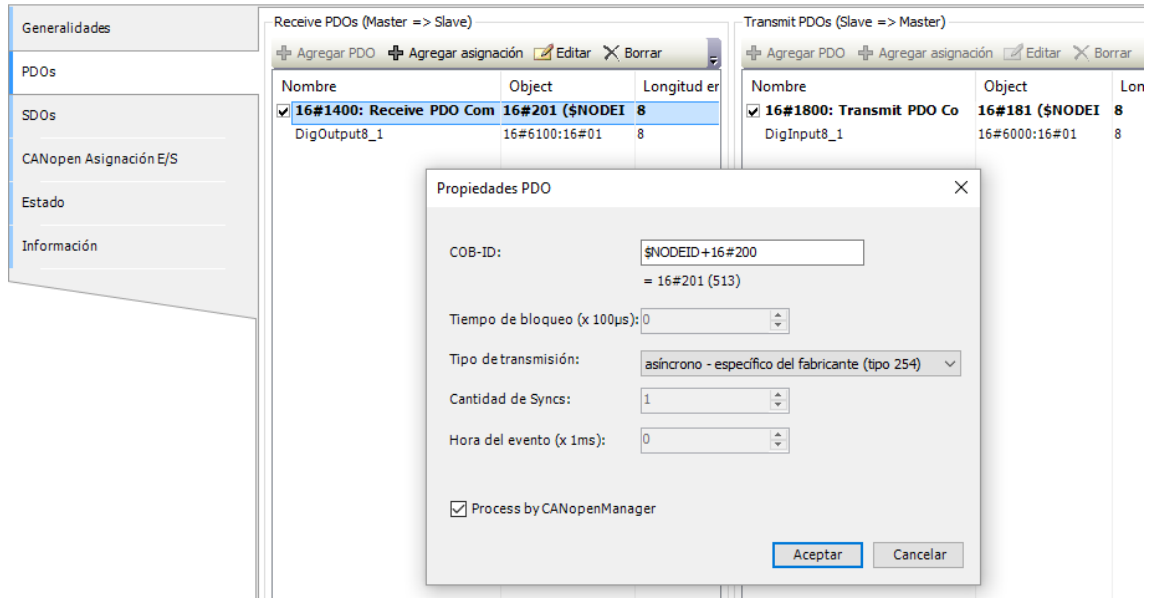 Generalidades
PDOs
SDOs
CANopen Asignación E/S
Estado
Información
Receive PDOs (Master => Slave)
Agregar PDO Agregar asignación Editar Borrar
Nombre Object Longitud er
16#1400: Receive PDO Com 16#201 ($NODEI 8
DigOutput8_1 16#6100:16#01 8
Transmit PDOs (Slave => Master)
Agregar PDO Agregar asignación Editar Borrar
Nombre Object Lon
16#1800: Transmit PDO Co 16#181 ($NODEI 8
DigInput8_1 16#6000:16#01 8
Propiedades PDO
COB-ID: $NODEID+16#200
= 16#201 (513)
Tiempo de bloqueo (x 100µs): 0
Tipo de transmisión: asíncrono - específico del fabricante (tipo 254)
Cantidad de Syncs: 1
Hora del evento (x 1ms): 0
Process by CANopenManager
Aceptar Cancelar